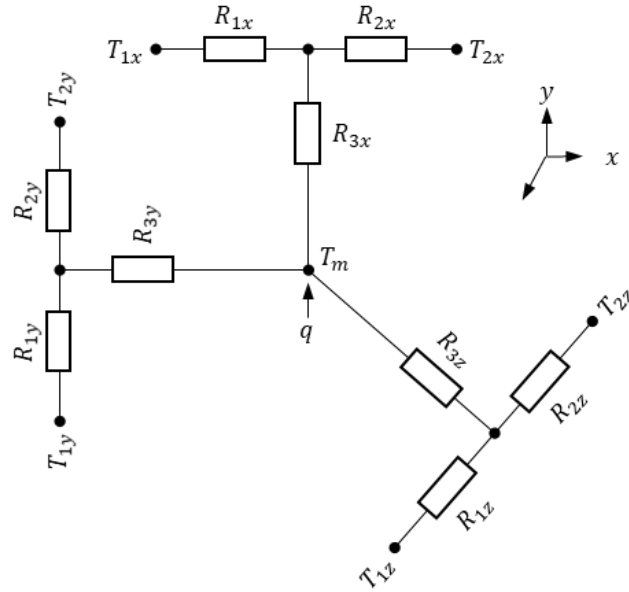 R₁ₓ R₂ₓ
T₁ₓ T₂ₓ
T₂y
y
x
R₃ₓ
R₂y
R₃y
Tₘ
q
T₂z
R₁y
R₃z
R₂z
T₁y
R₁z
T₁z